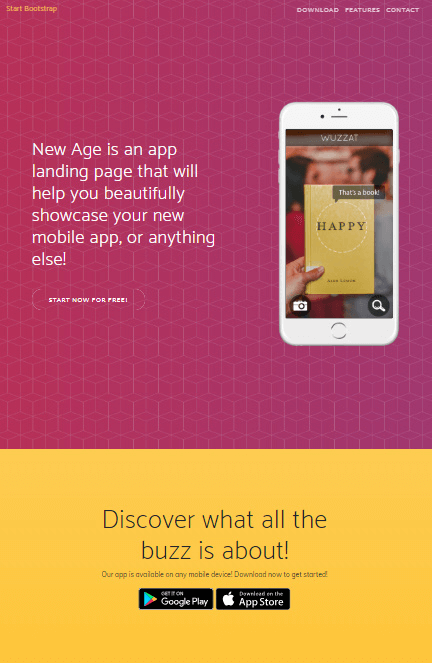 Start Bootstrap
DOWNLOAD FEATURES CONTACT
New Age is an app
landing page that will
help you beautifully
showcase your new
mobile app, or anything
else!
START NOW FOR FREE!
WUZZAT
That's a book!
HAPPY
Discover what all the
buzz is about!
Our app is available on any mobile device! Download now to get started!
GET IT ON
Google Play
Download on the
App Store